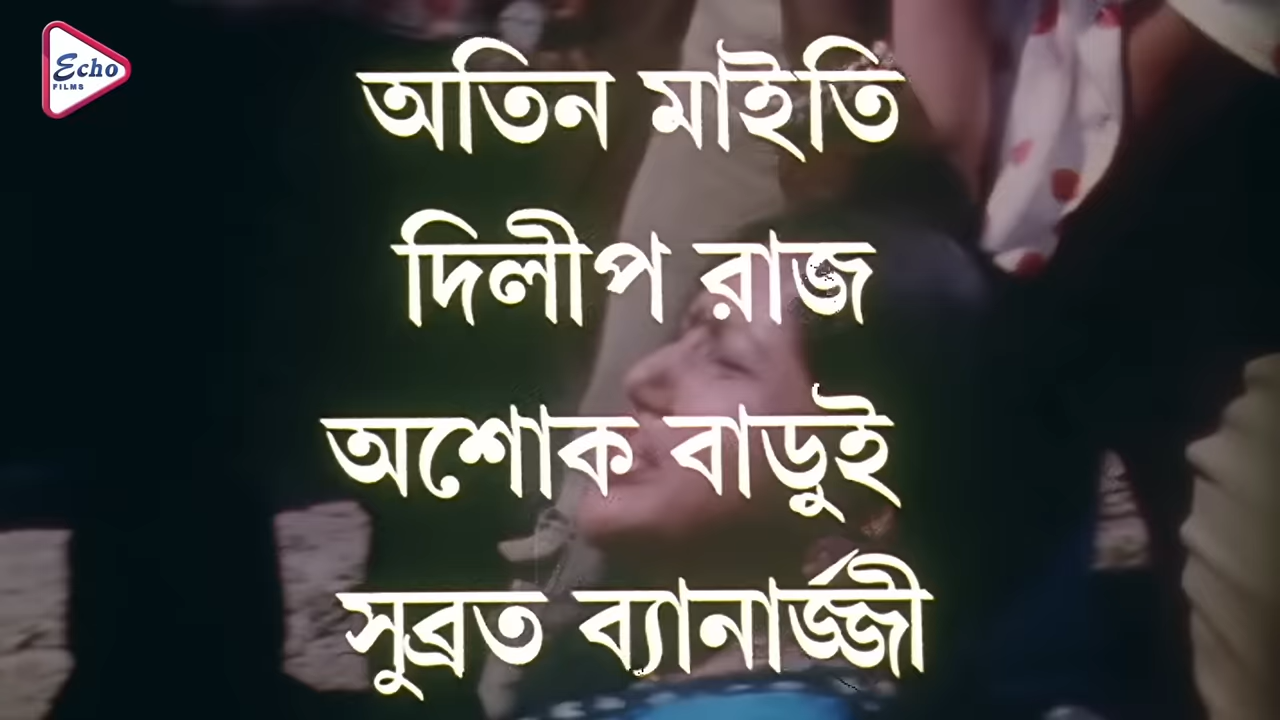 Echo
FILMS
অতিন মাইতি
দিলীপ রাজ
অশোক বাড়ুই
সুব্রত ব্যানার্জ্জী